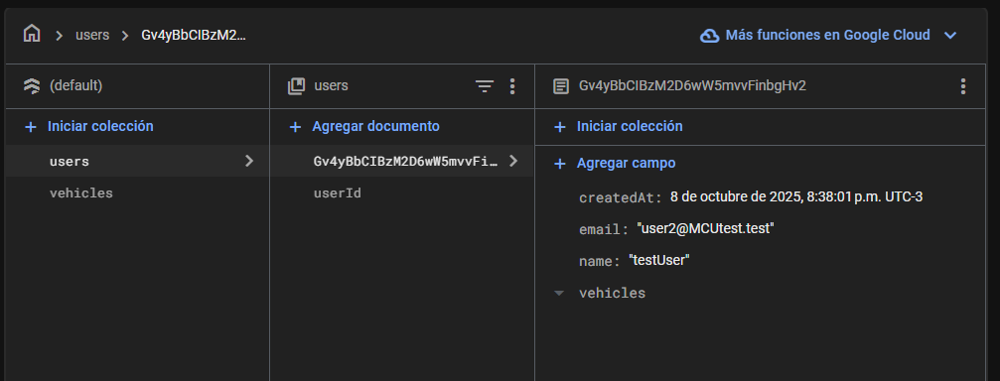 users
Gv4yBbCIBzM2…
Más funciones en Google Cloud
(default)
users
Gv4yBbCIBzM2D6wW5mvvFinbgHv2
Iniciar colección
Agregar documento
Iniciar colección
users
Gv4yBbCIBzM2D6wW5mvvFi…
Agregar campo
vehicles
userId
createdAt: 8 de octubre de 2025, 8:38:01 p.m. UTC-3
email: "user2@MCUtest.test"
name: "testUser"
vehicles